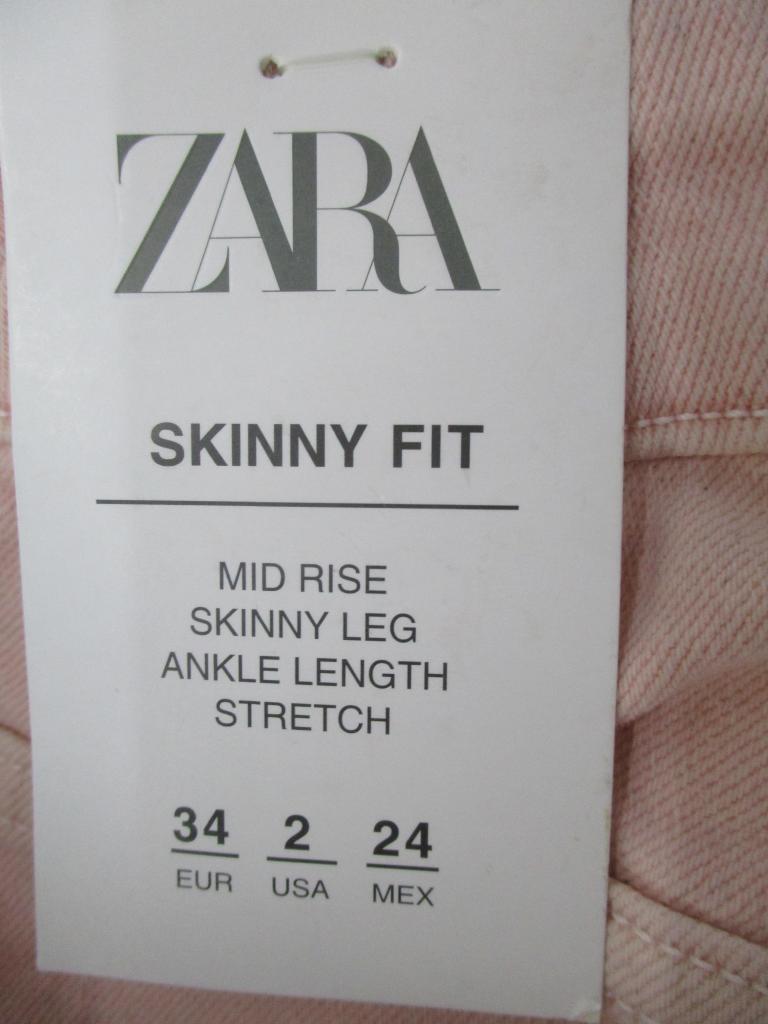 ZARA
SKINNY FIT
MID RISE
SKINNY LEG
ANKLE LENGTH
STRETCH
34 2 24
EUR USA MEX